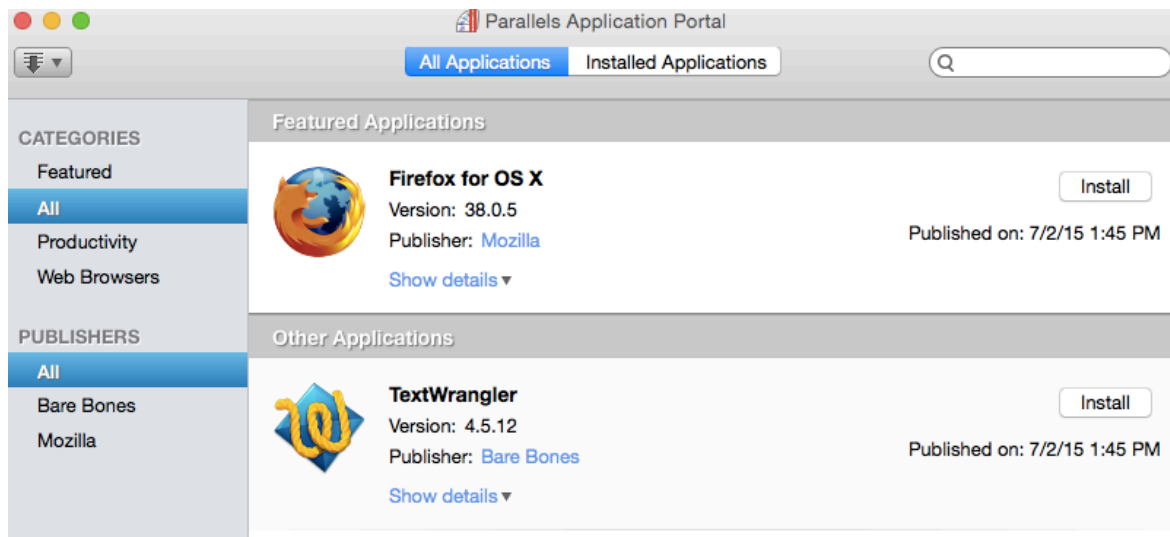 Parallels Application Portal
All Applications
Installed Applications
CATEGORIES
Featured
All
Productivity
Web Browsers
PUBLISHERS
All
Bare Bones
Mozilla
Featured Applications
Firefox for OS X
Version: 38.0.5
Publisher: Mozilla
Show details
Install
Published on: 7/2/15 1:45 PM
Other Applications
TextWrangler
Version: 4.5.12
Publisher: Bare Bones
Show details
Install
Published on: 7/2/15 1:45 PM